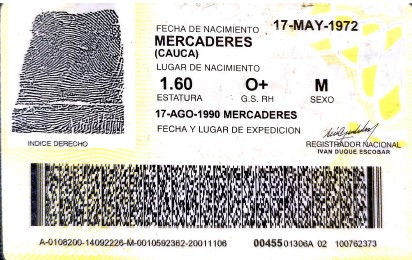 FECHA DE NACIMIENTO 17-MAY-1972
MERCADERES
(CAUCA)
LUGAR DE NACIMIENTO
1.60 O+ M
ESTATURA G.S. RH SEXO
17-AGO-1990 MERCADERES
FECHA Y LUGAR DE EXPEDICION
INDICE DERECHO
REGISTRADOR NACIONAL
IVAN DUQUE ESCOBAR
A-0108200-14092226-M-0010592362-20011106 00455 01306A 02 100762373